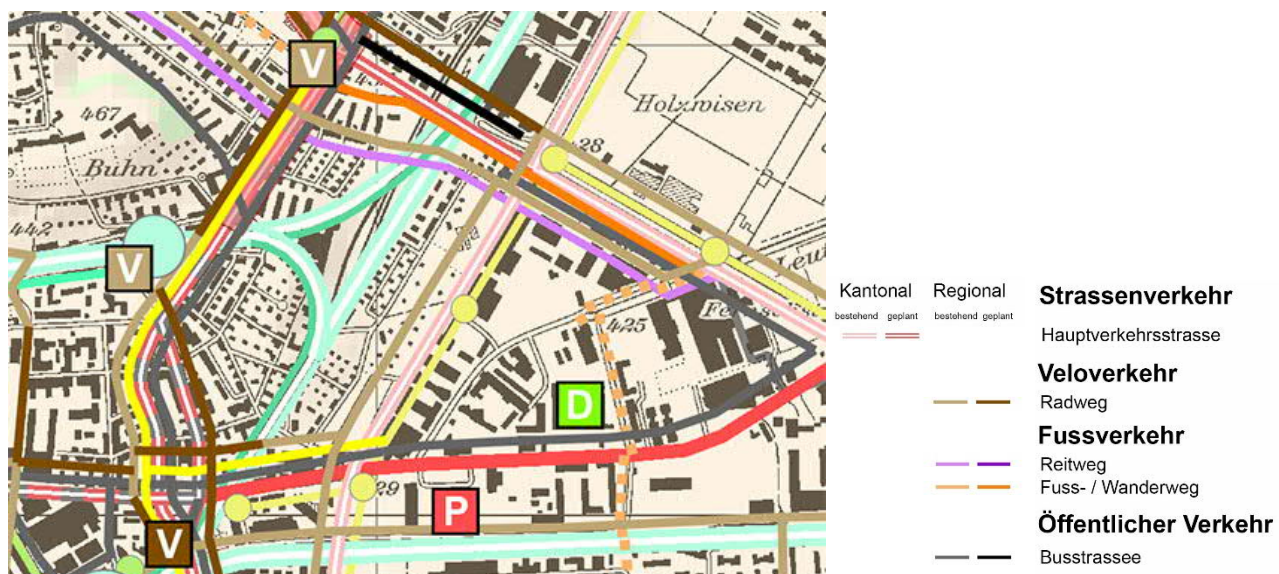 V
467
Bühn
Holzwisen
28
442
V
425
D
29
P
V
Kantonal Regional
bestehend geplant bestehend geplant
Strassenverkehr
Hauptverkehrsstrasse
Veloverkehr
Radweg
Fussverkehr
Reitweg
Fuss- / Wanderweg
Öffentlicher Verkehr
Busstrassee